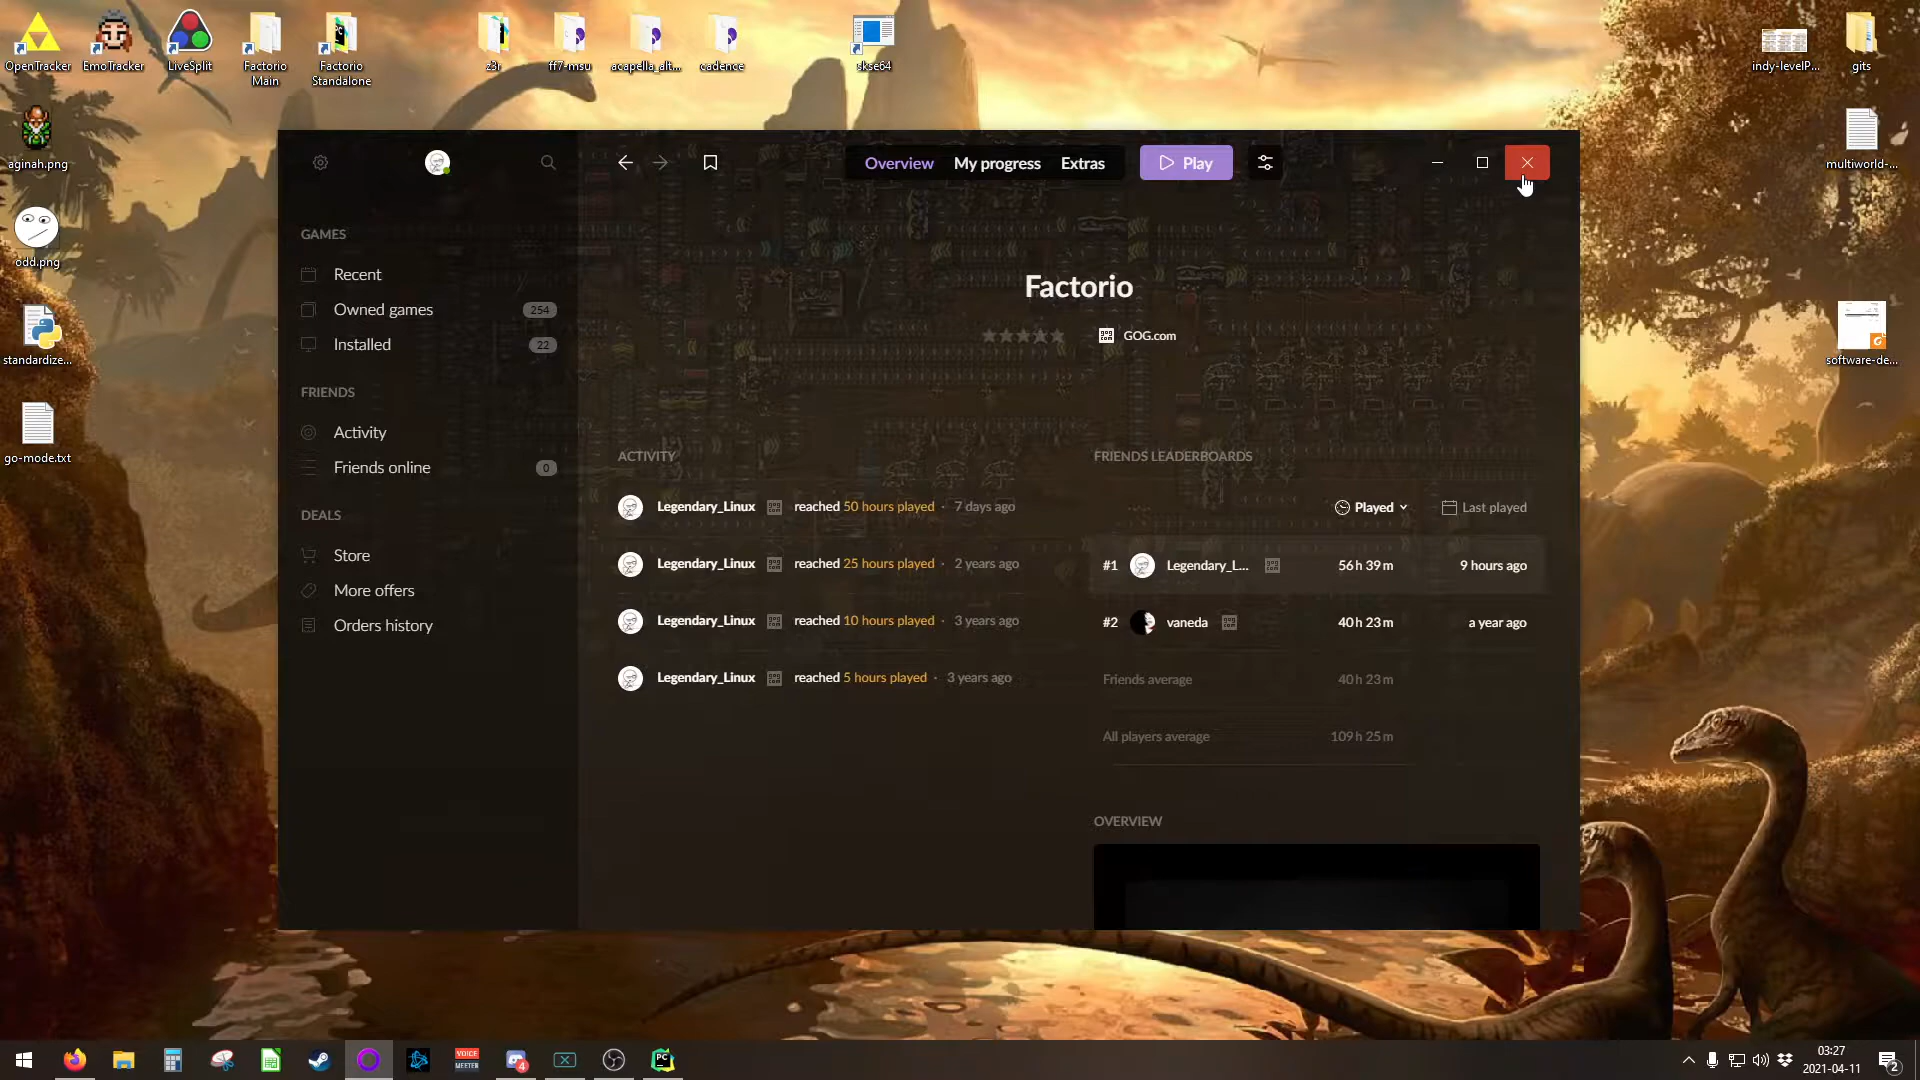 OpenTracker
EmoTracker
LiveSplit
Factorio
Main
Factorio
Standalone
z3r
ff7-msu
acapella_alt...
cadence
skse64
indy-levelP...
gits
aginah.png
multiworld-...
odd.png
standardize...
software-de...
go-mode.txt
Overview
My progress
Extras
Play
GAMES
Recent
Owned games
254
Installed
22
FRIENDS
Activity
Friends online
0
DEALS
Store
More offers
Orders history
Factorio
GOG.com
ACTIVITY
Legendary_Linux reached 50 hours played · 7 days ago
Legendary_Linux reached 25 hours played · 2 years ago
Legendary_Linux reached 10 hours played · 3 years ago
Legendary_Linux reached 5 hours played · 3 years ago
FRIENDS LEADERBOARDS
Played Last played
#1 Legendary_L... 56 h 39 m 9 hours ago
#2 vaneda 40 h 23 m a year ago
Friends average 40 h 23 m
All players average 109 h 25 m
OVERVIEW
VOICE
MEETER
4
PC
03:27
2021-04-11
2